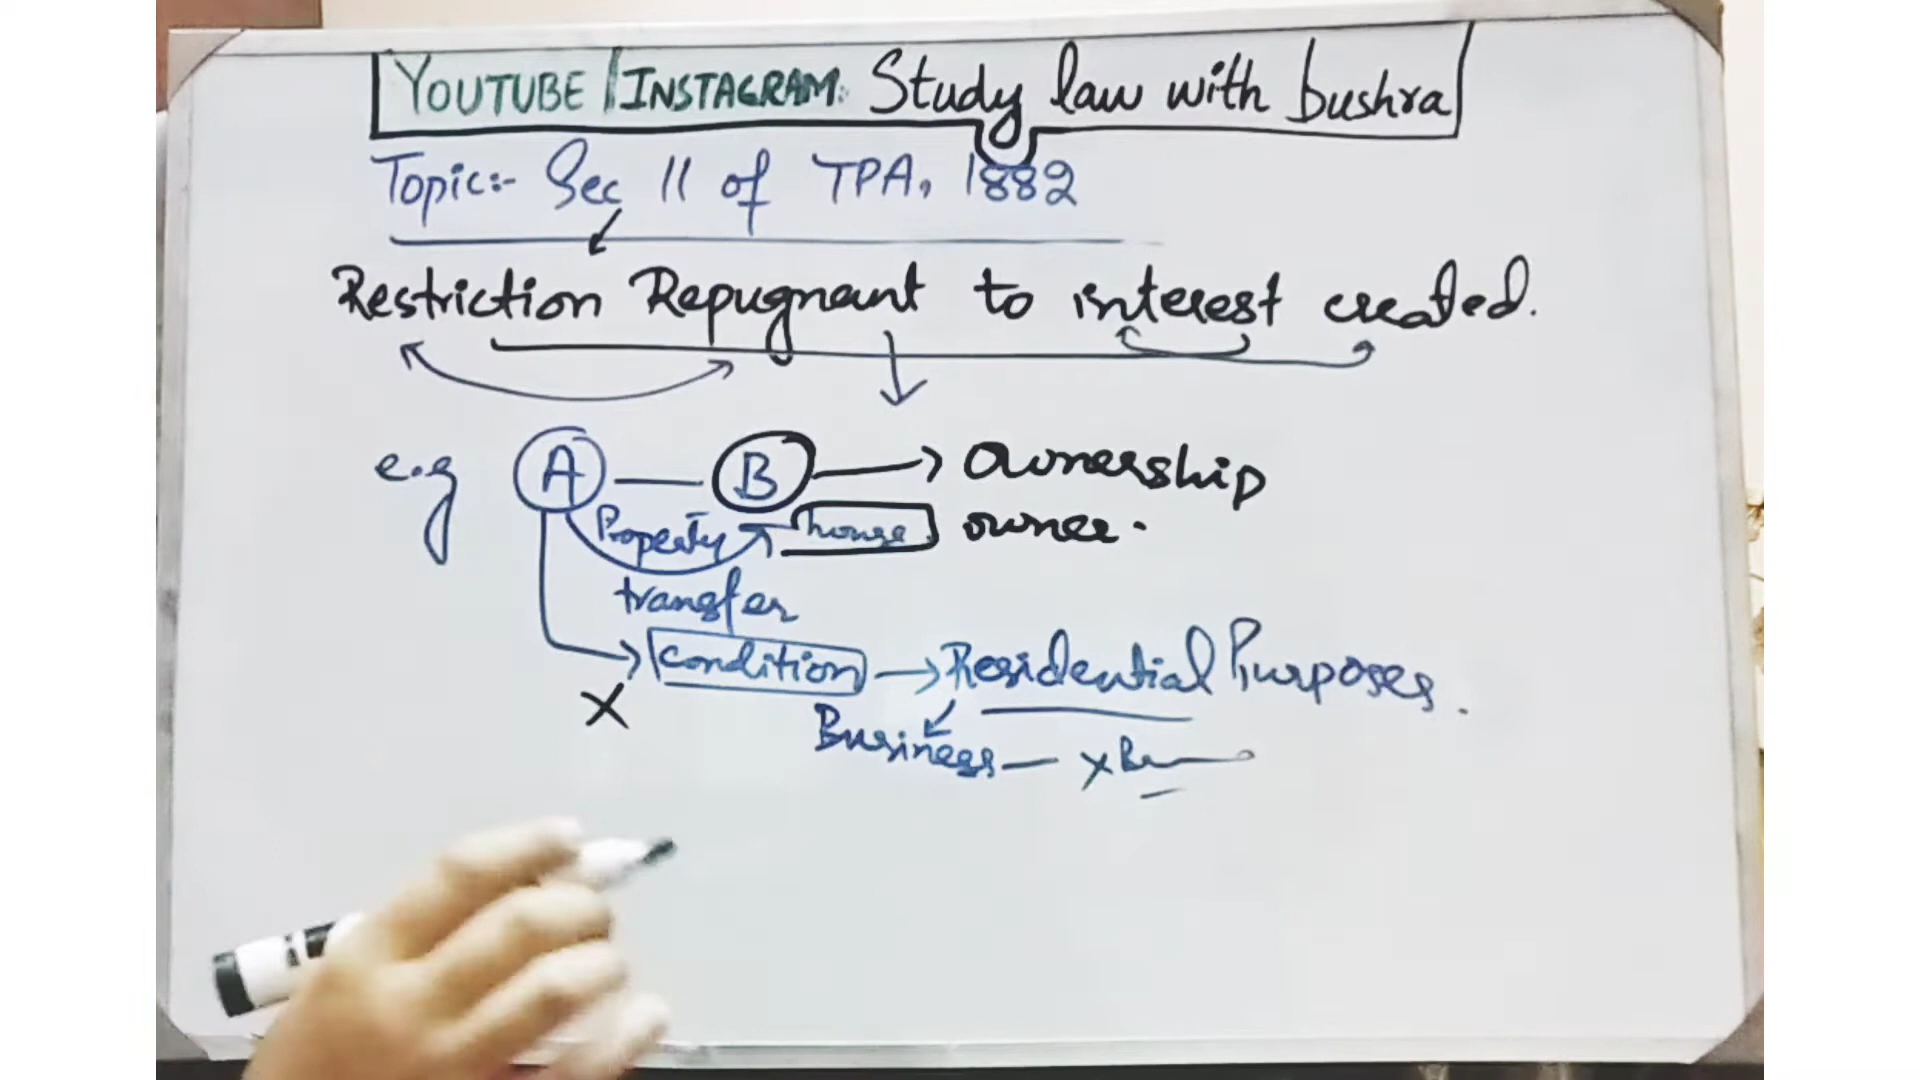 YOUTUBE / INSTAGRAM: Study law with bushra
Topic:- Sec 11 of TPA, 1882
Restriction Repugnant to interest created.
e.g A — B → Ownership
Property house owner.
transfer
condition → Residential Purposes.
X
Business — x